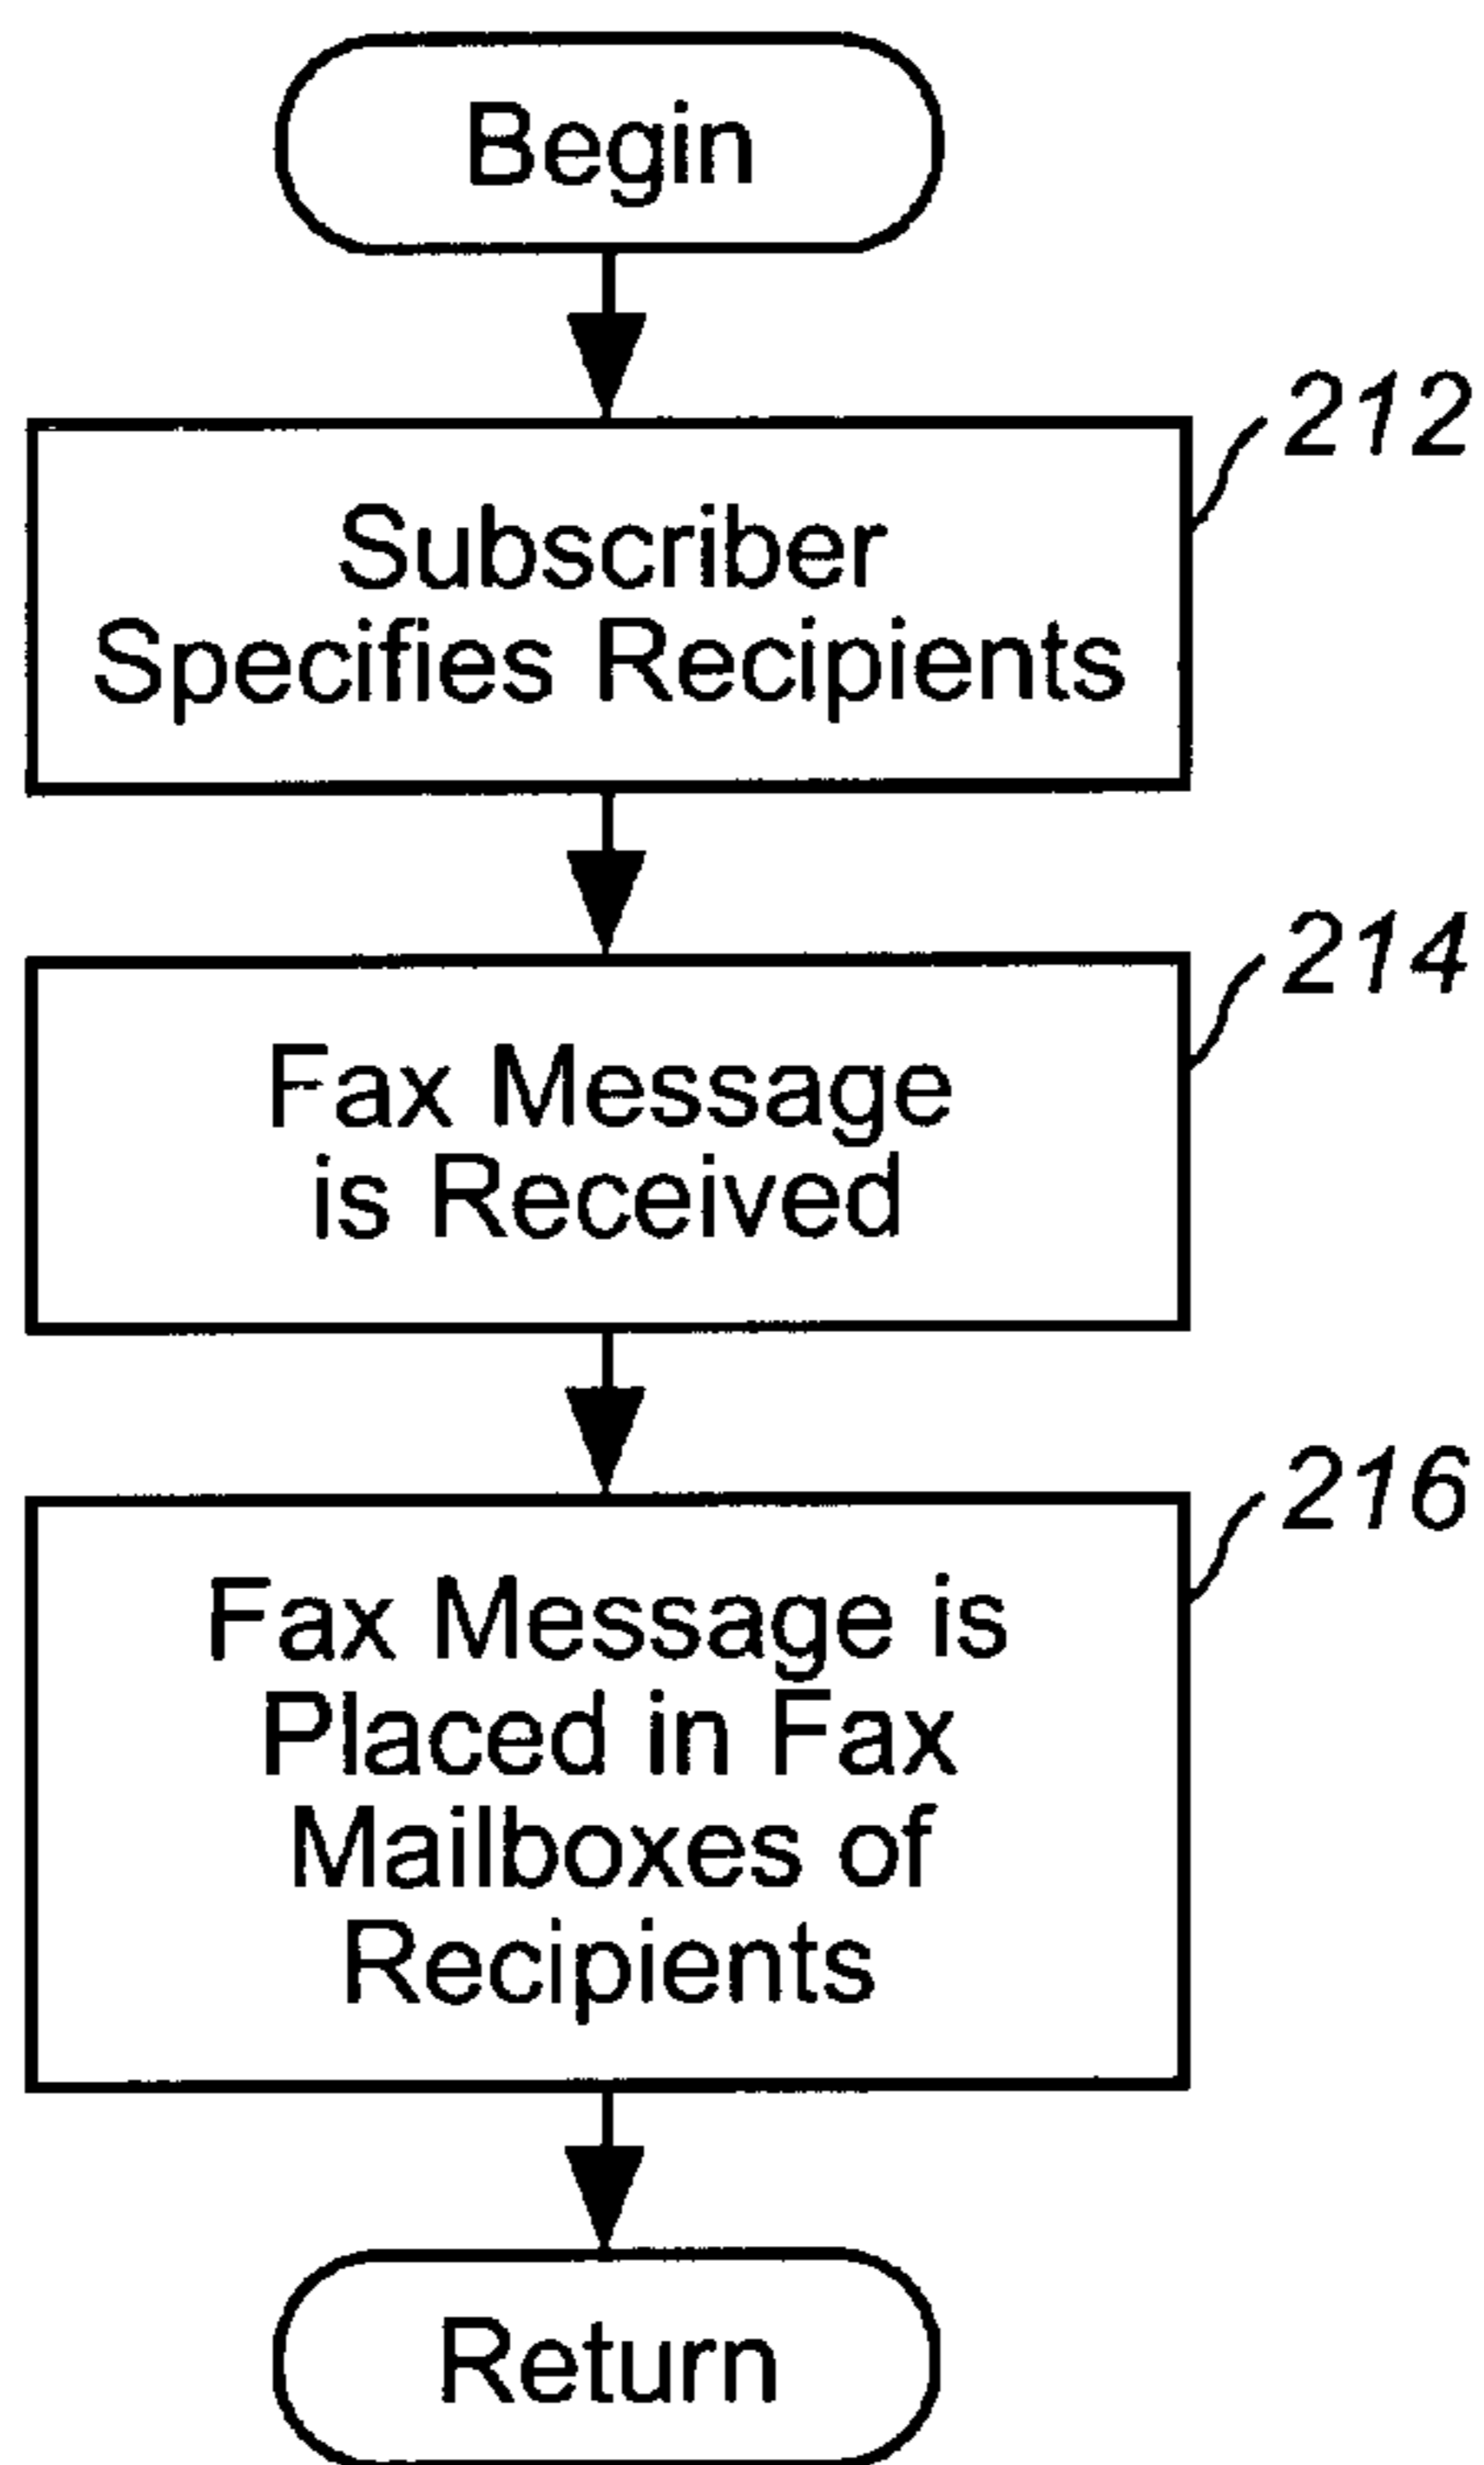 Begin
212
Subscriber
Specifies Recipients
214
Fax Message
is Received
216
Fax Message is
Placed in Fax
Mailboxes of
Recipients
Return